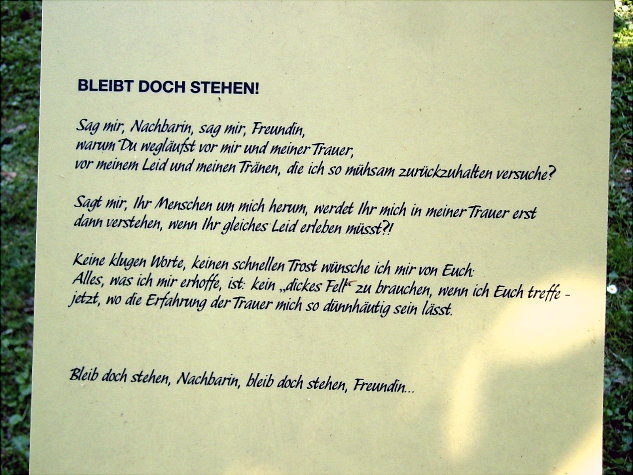 BLEIBT DOCH STEHEN!
Sag mir, Nachbarin, sag mir, Freundin,
warum Du wegläufst vor mir und meiner Trauer,
vor meinem Leid und meinen Tränen, die ich so mühsam zurückzuhalten versuche?
Sagt mir, Ihr Menschen um mich herum, werdet Ihr mich in meiner Trauer erst
dann verstehen, wenn Ihr gleiches Leid erleben müsst?!
Keine klugen Worte, keinen schnellen Trost wünsche ich mir von Euch:
Alles, was ich mir erhoffe, ist: kein „dickes Fell“ zu brauchen, wenn ich Euch treffe -
jetzt, wo die Erfahrung der Trauer mich so dünnhäutig sein lässt.
Bleib doch stehen, Nachbarin, bleib doch stehen, Freundin...